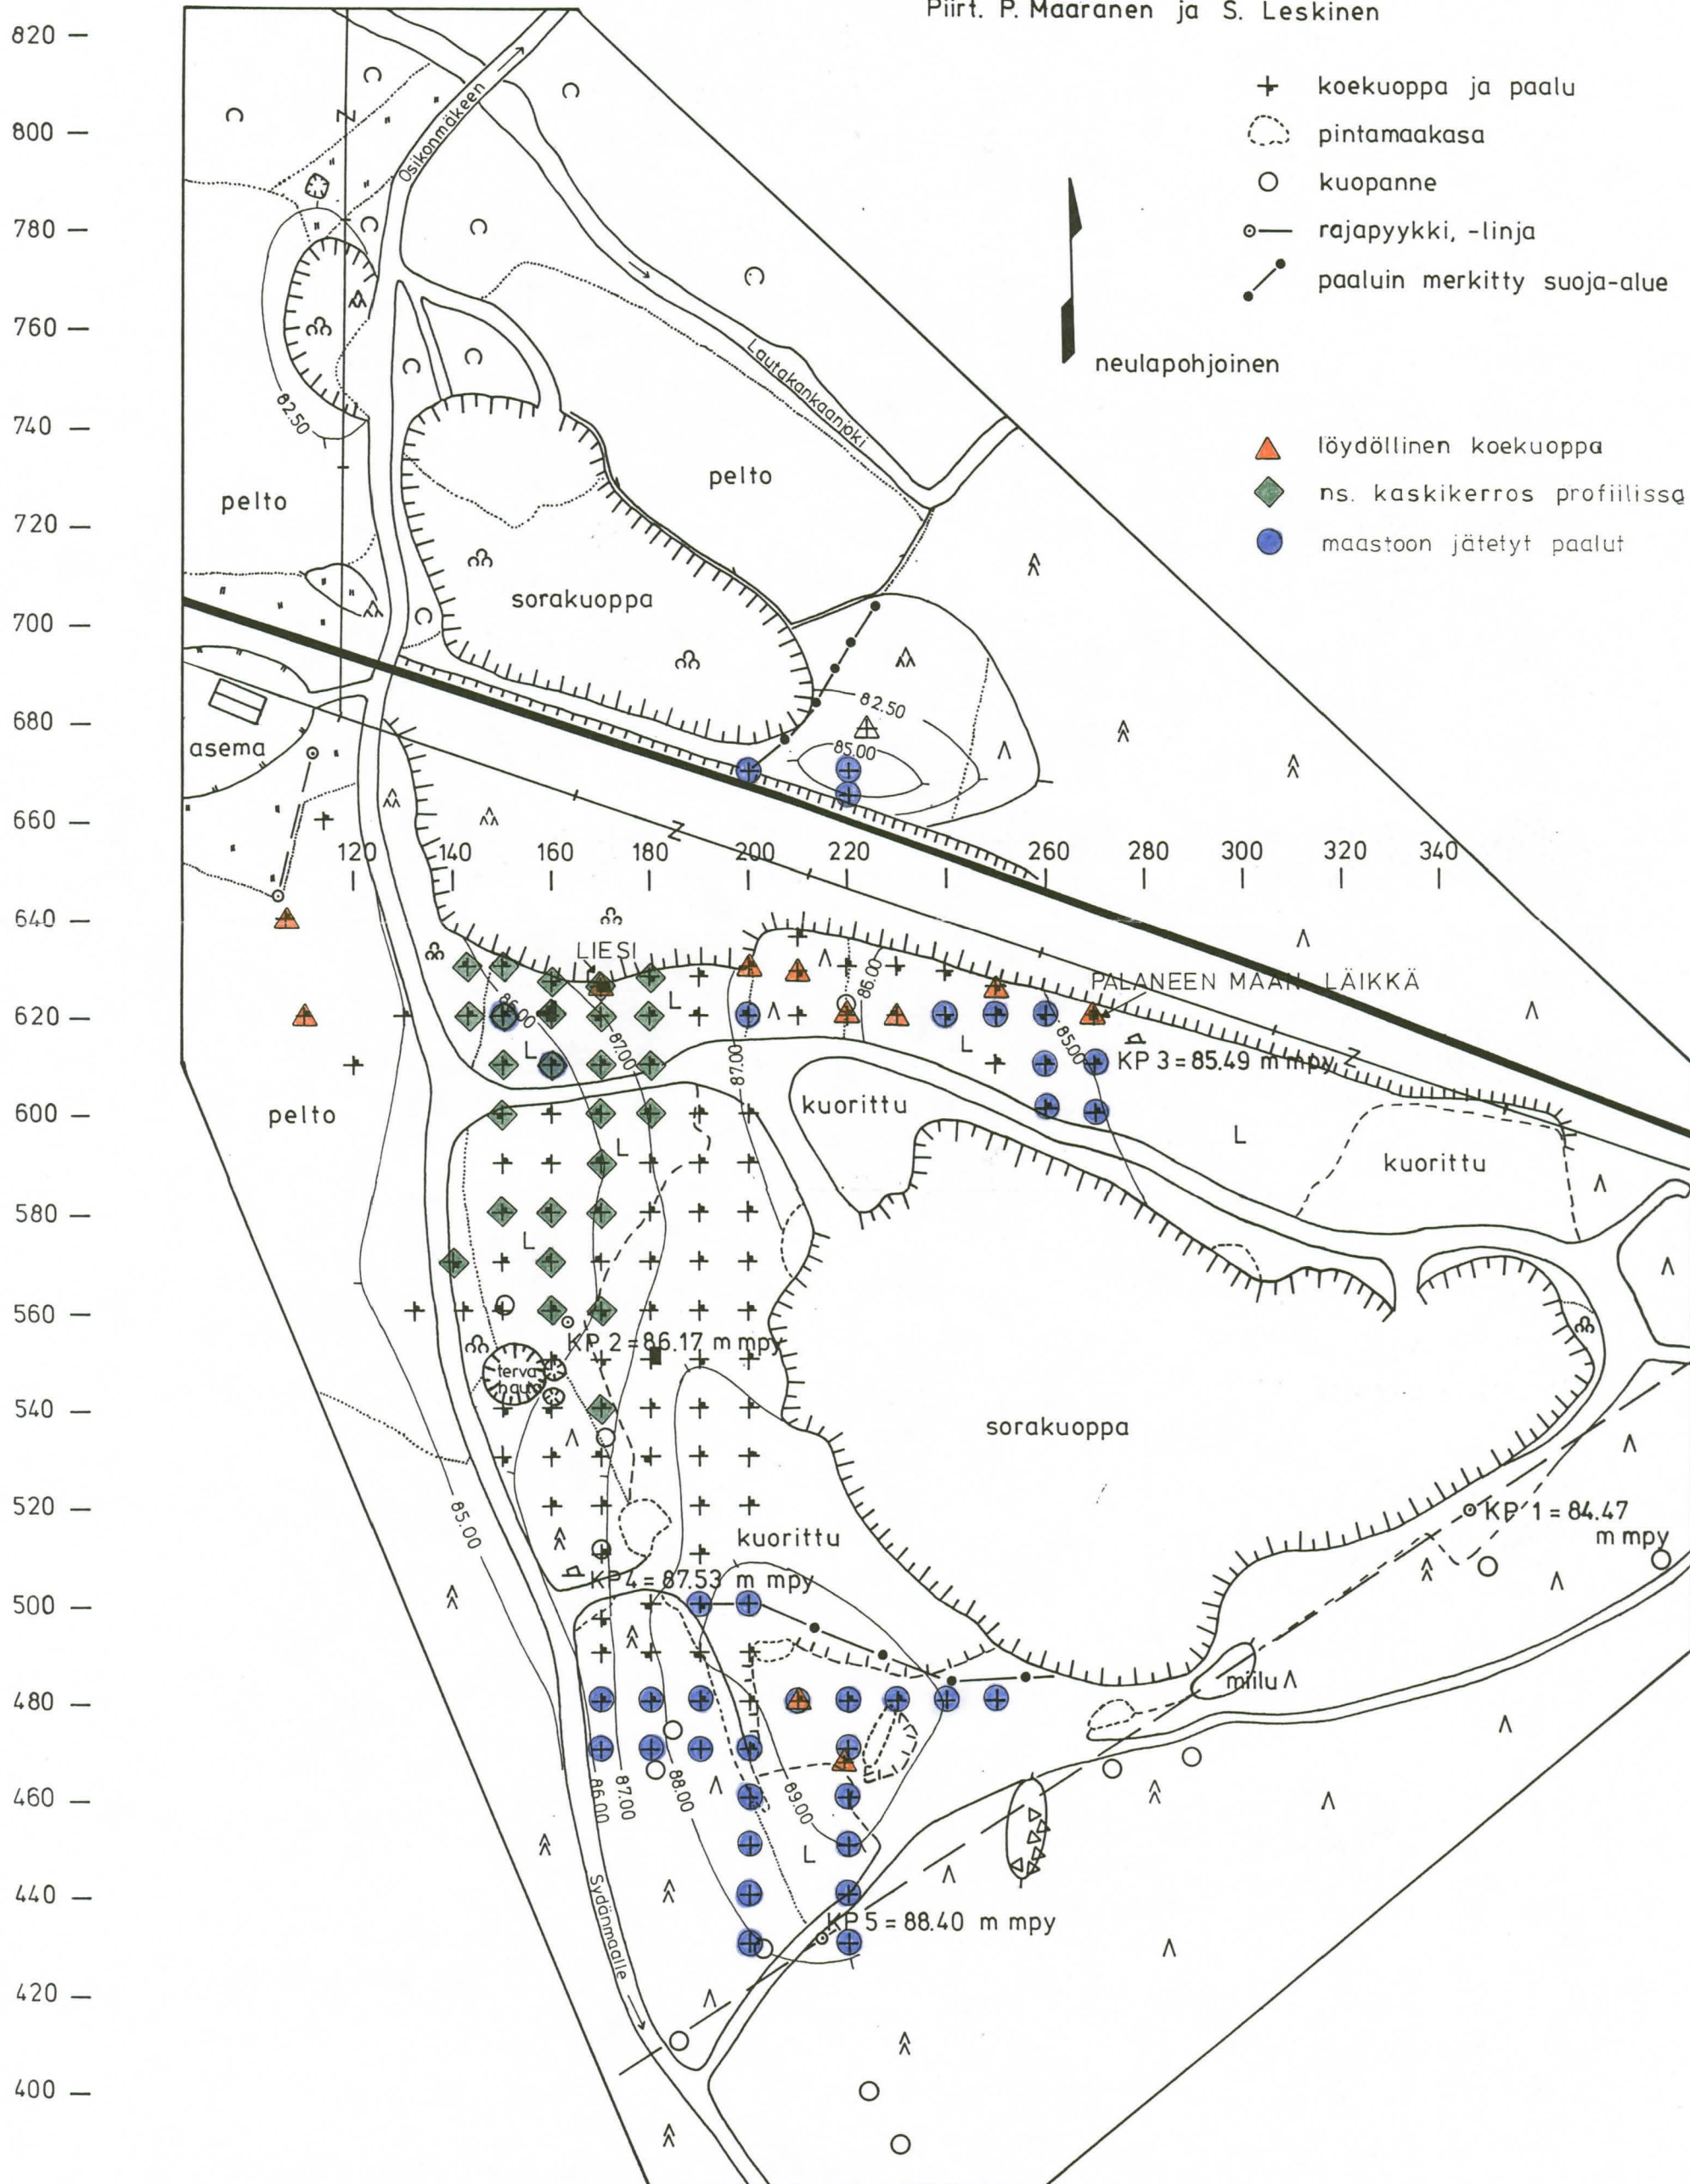 Piirt. P. Maaranen ja S. Leskinen
koekuoppa ja paalu
pintamaakasa
kuopanne
rajapyykki, -linja
paaluin merkitty suoja-alue
neulapohjoinen
löydöllinen koekuoppa
ns. kaskikerros profiilissa
maastoon jätetyt paalut
820
800
780
760
740
720
700
680
660
640
620
600
580
560
540
520
500
480
460
440
420
400
120 140 160 180 200 220 260 280 300 320 340
Osikonmäkeen
Lautakankaanjoki
82.50
pelto
pelto
sorakuoppa
82.50
85.00
asema
LIESI
PALANEEN MAAN LÄIKKÄ
86.00
86.00
87.00
87.00
85.00
KP 3 = 85.49 m mpy
pelto
kuorittu
kuorittu
KP 2 = 86.17 m mpy
terva
hauta
sorakuoppa
85.00
kuorittu
KP 1 = 84.47
m mpy
KP 4 = 87.53 m mpy
miilu
86.00
87.00
88.00
89.00
KP 5 = 88.40 m mpy
Sydänmaalle